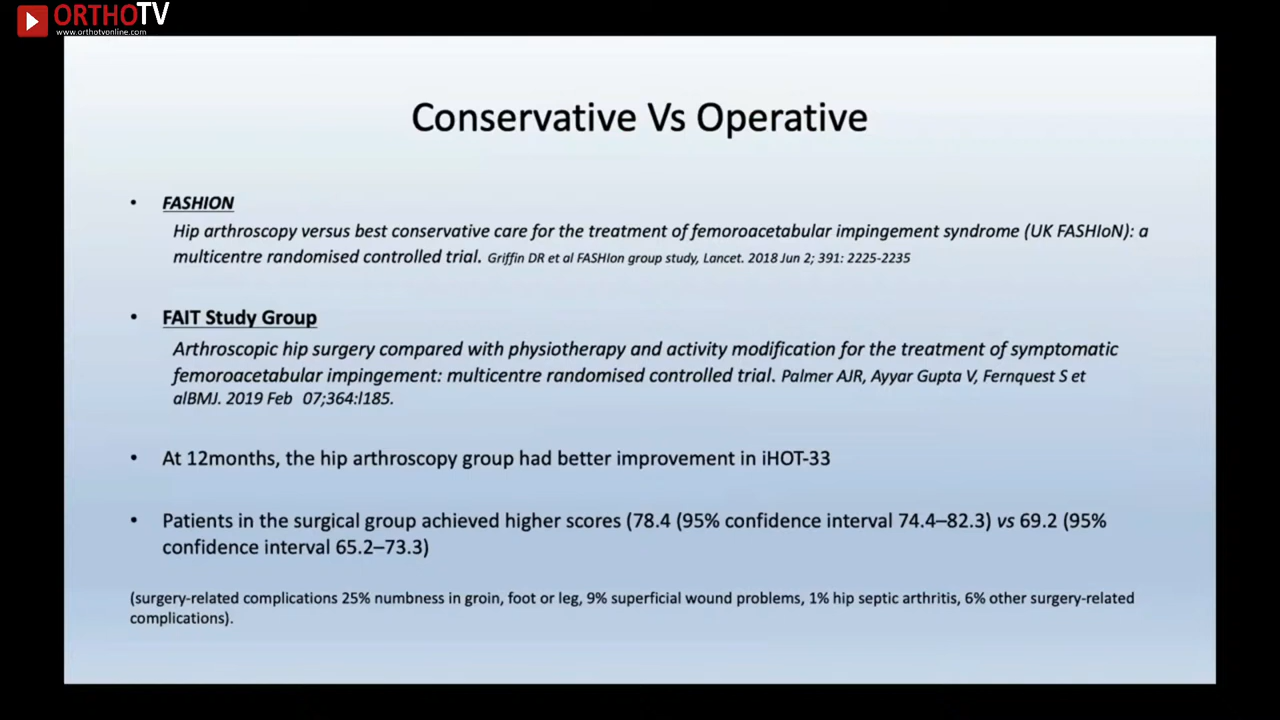 ORTHOTV
www.orthotvonline.com
Conservative Vs Operative
• FASHION
Hip arthroscopy versus best conservative care for the treatment of femoroacetabular impingement syndrome (UK FASHIoN): a
multicentre randomised controlled trial. Griffin DR et al FASHIon group study, Lancet. 2018 Jun 2; 391: 2225-2235
• FAIT Study Group
Arthroscopic hip surgery compared with physiotherapy and activity modification for the treatment of symptomatic
femoroacetabular impingement: multicentre randomised controlled trial. Palmer AJR, Ayyar Gupta V, Fernquest S et
alBMJ. 2019 Feb 07;364:l185.
• At 12months, the hip arthroscopy group had better improvement in iHOT-33
• Patients in the surgical group achieved higher scores (78.4 (95% confidence interval 74.4–82.3) vs 69.2 (95%
confidence interval 65.2–73.3)
(surgery-related complications 25% numbness in groin, foot or leg, 9% superficial wound problems, 1% hip septic arthritis, 6% other surgery-related
complications).